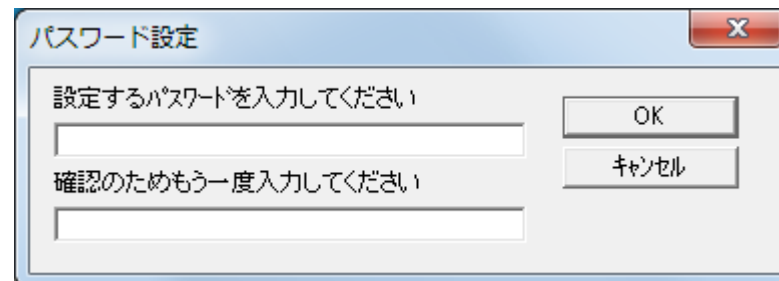 パスワード設定
設定するﾊﾟｽﾜｰﾄﾞを入力してください
OK
ｷｬﾝｾﾙ
確認のためもう一度入力してください